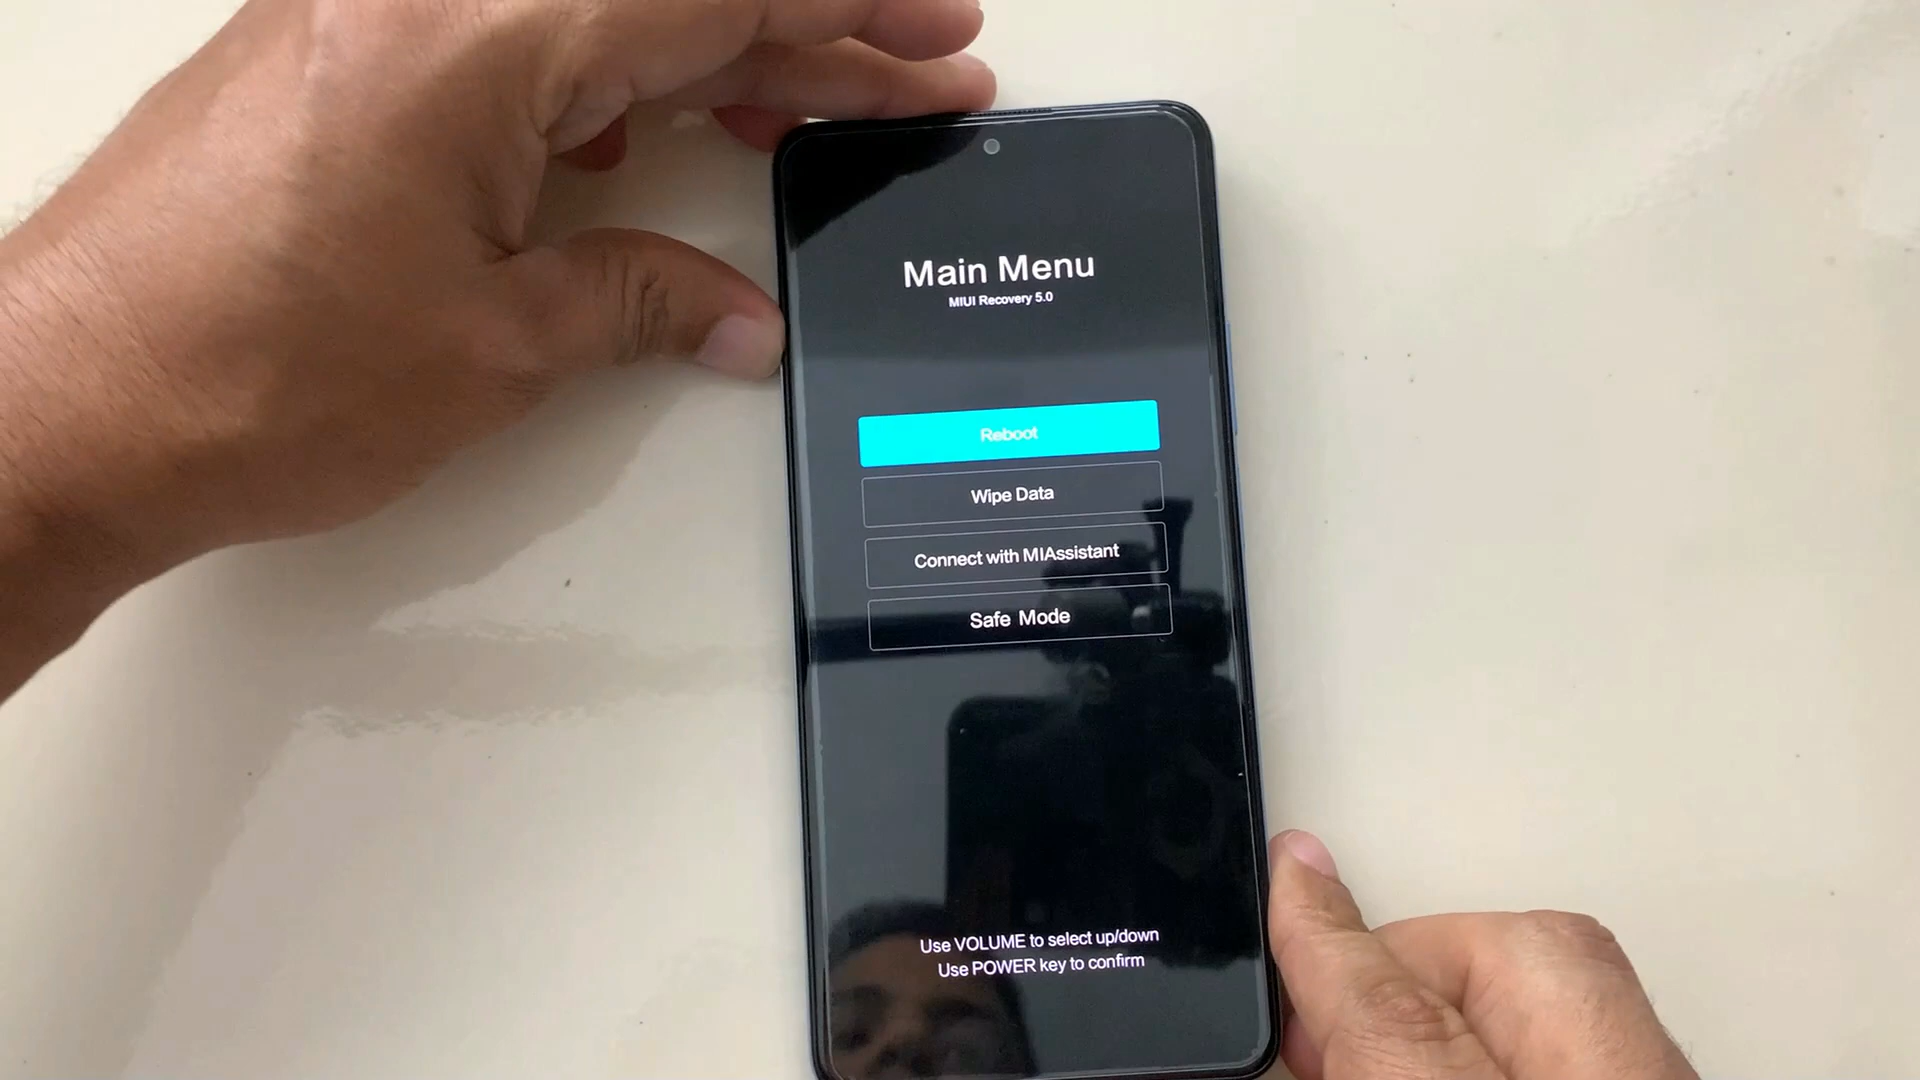 Main Menu
MIUI Recovery 5.0
Reboot
Wipe Data
Connect with MIAssistant
Safe Mode
Use VOLUME to select up/down
Use POWER key to confirm